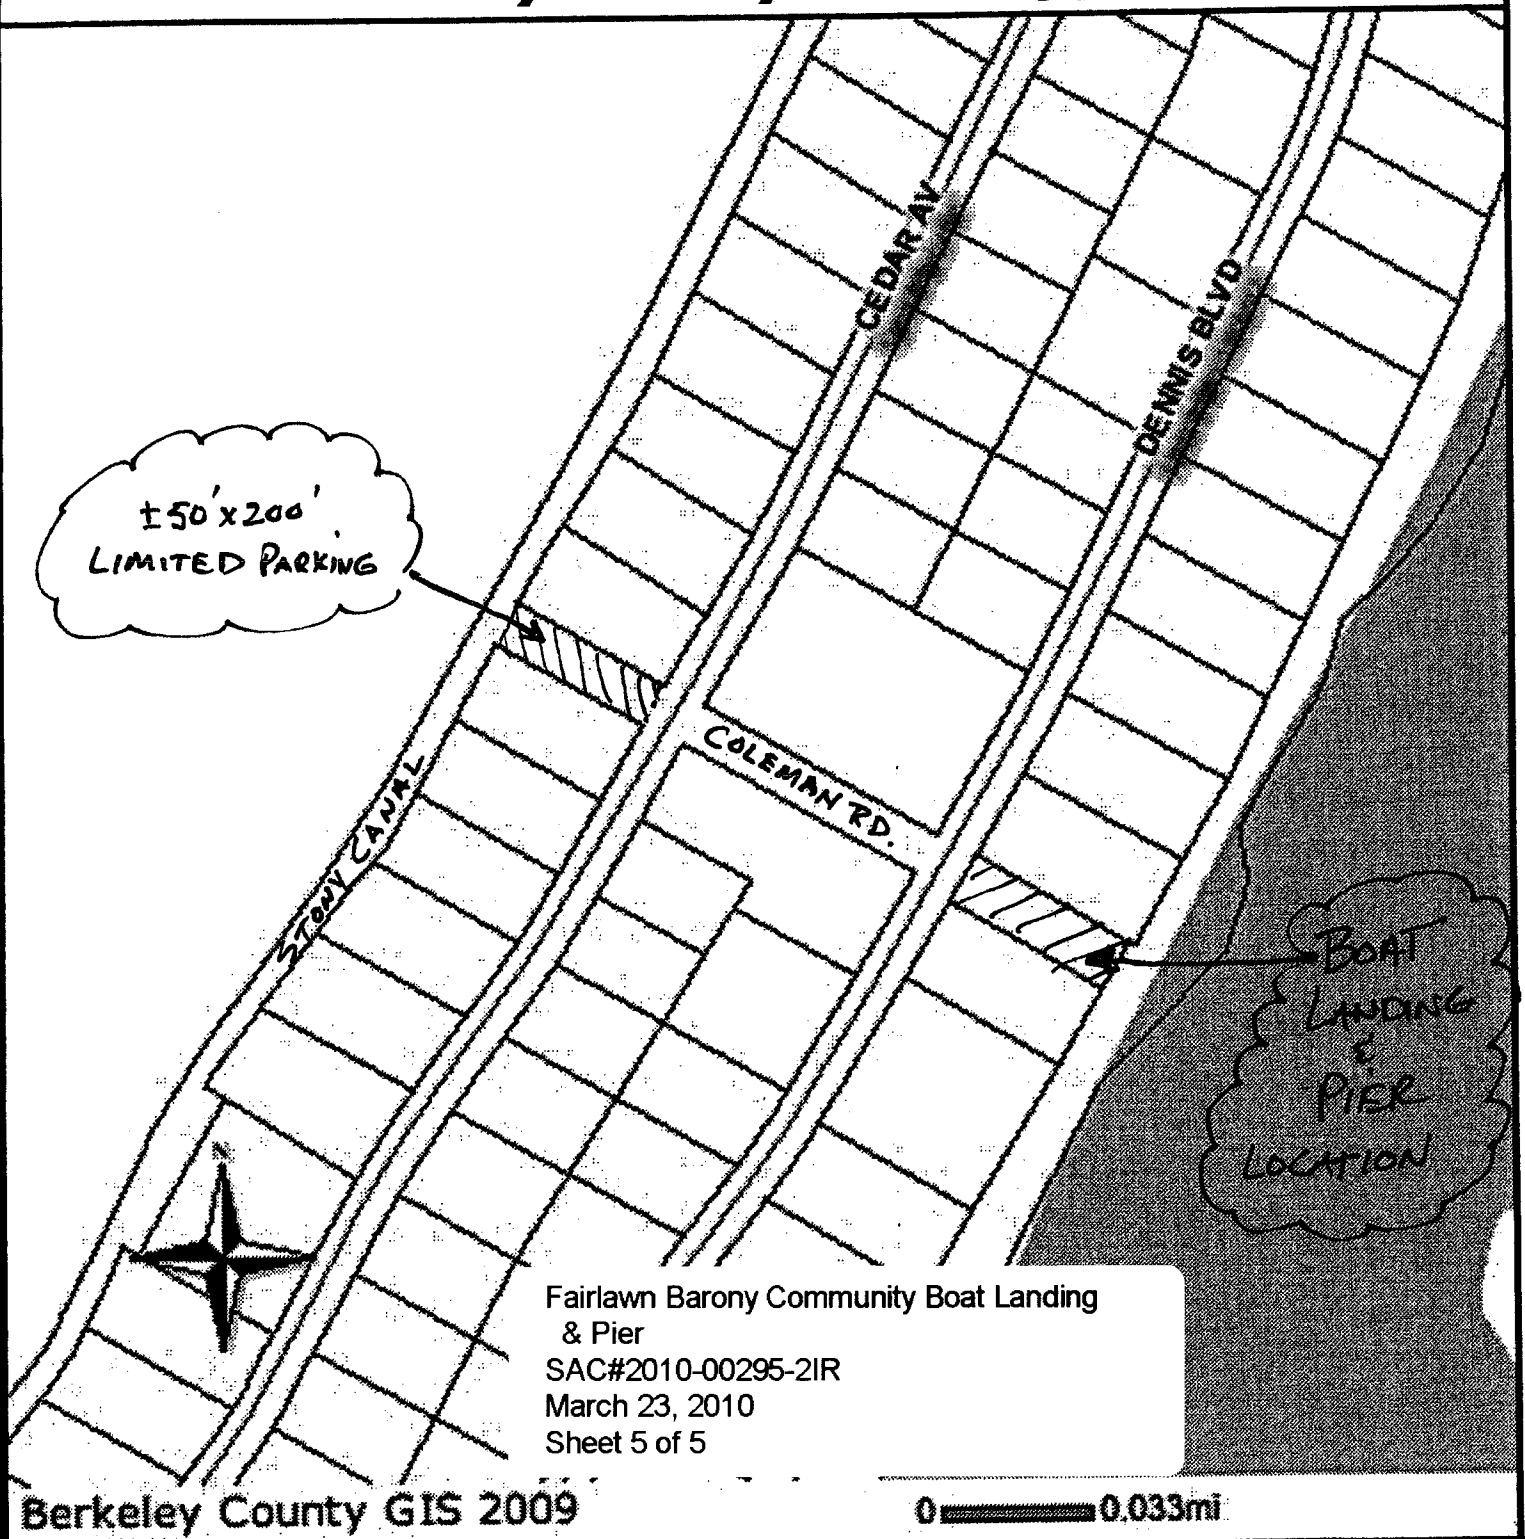 CEDAR AV
DENNIS BLVD
±50'x200'
LIMITED PARKING
COLEMAN RD.
STONY CANAL
BOAT
LANDING
&
PIER
LOCATION
N
Fairlawn Barony Community Boat Landing
& Pier
SAC#2010-00295-2IR
March 23, 2010
Sheet 5 of 5
Berkeley County GIS 2009
0 0.033mi